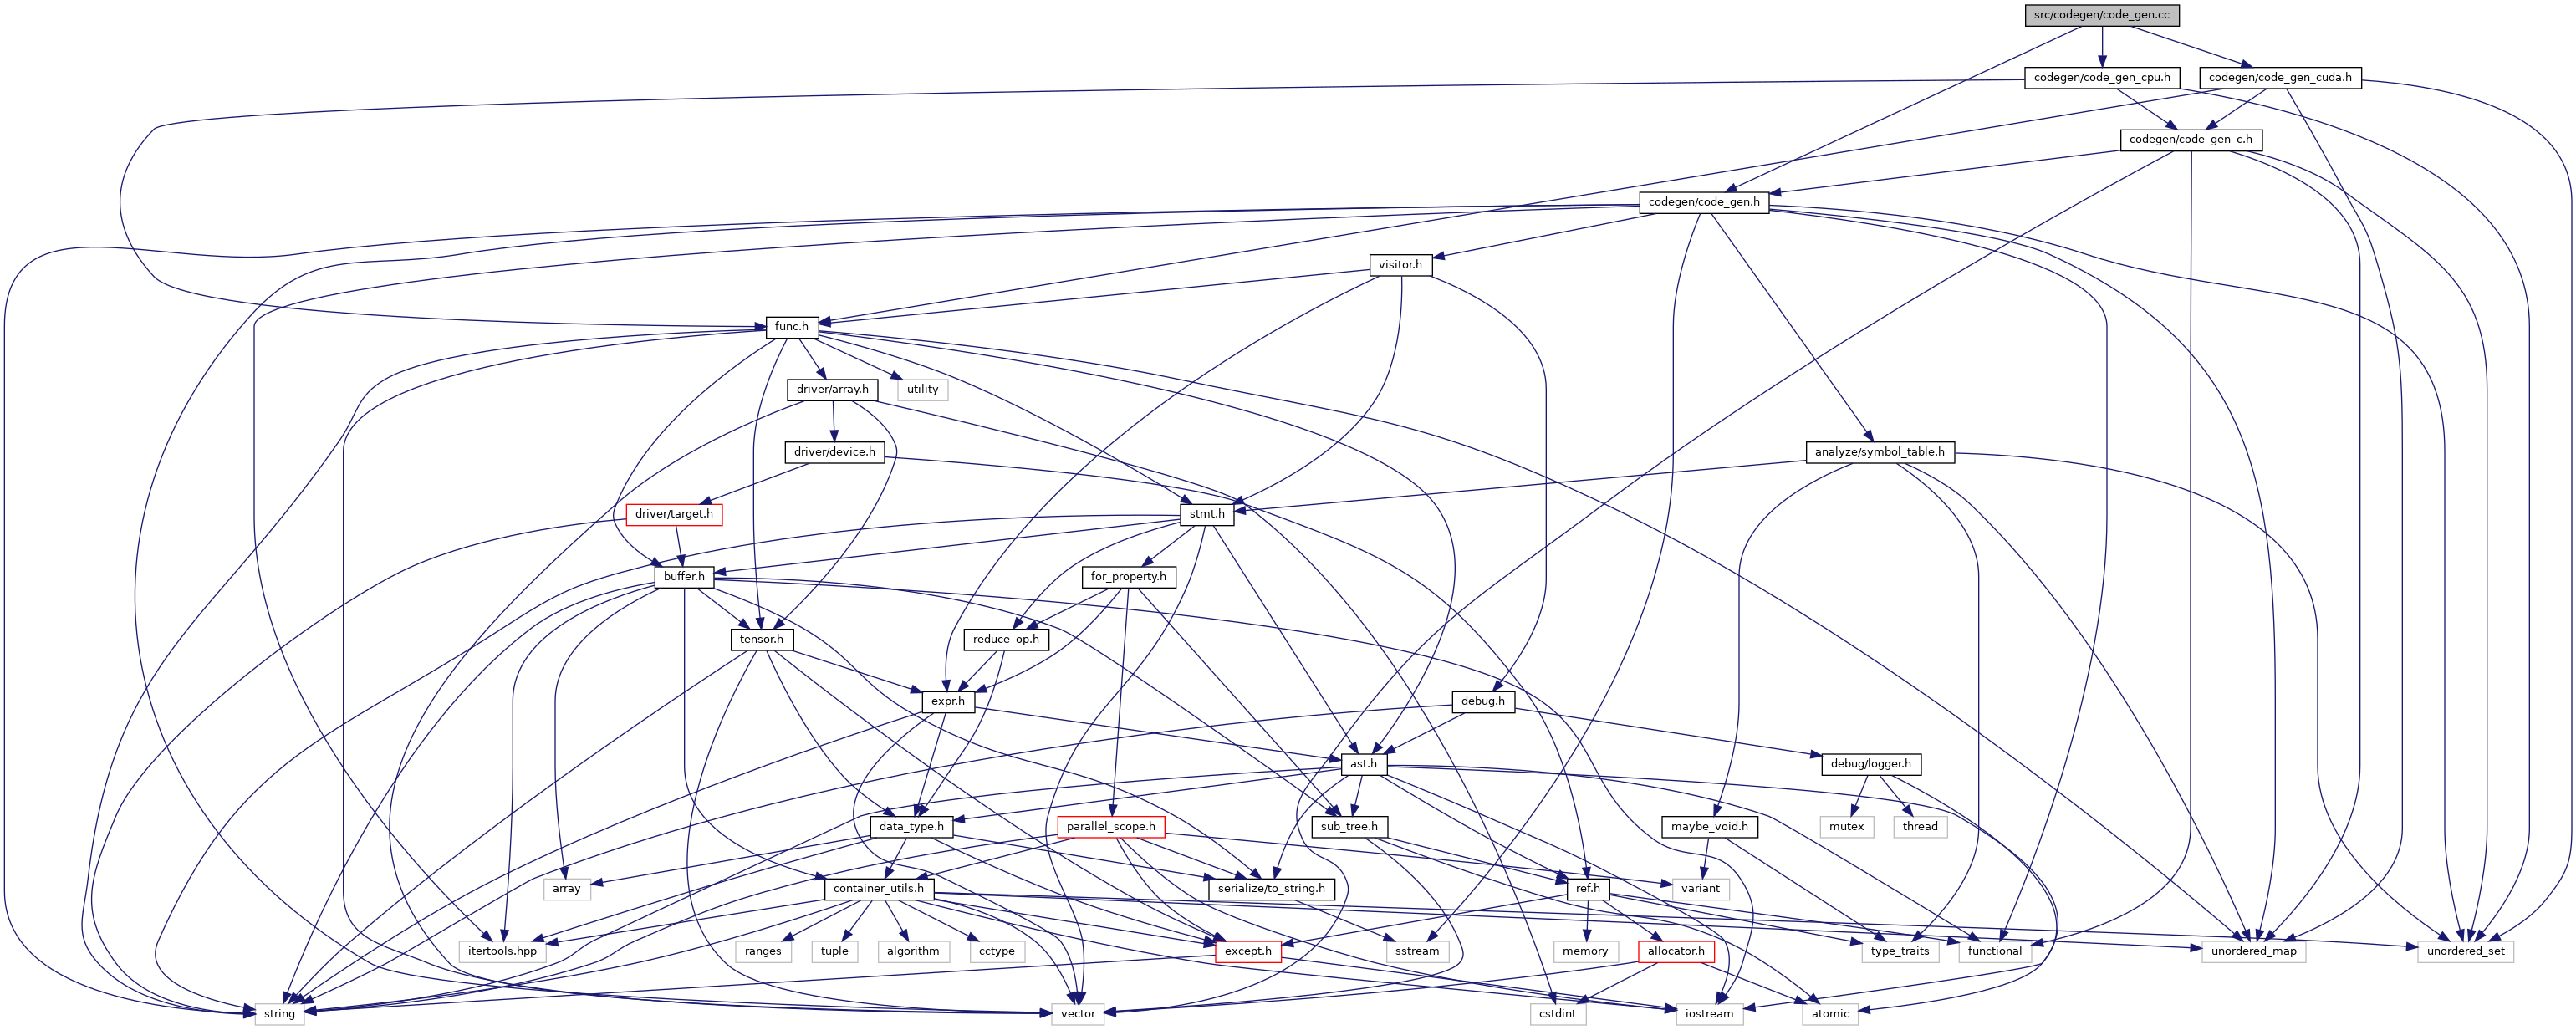 src/codegen/code_gen.cc
codegen/code_gen_cpu.h
codegen/code_gen_cuda.h
codegen/code_gen_c.h
codegen/code_gen.h
visitor.h
func.h
driver/array.h
utility
driver/device.h
analyze/symbol_table.h
driver/target.h
stmt.h
buffer.h
for_property.h
tensor.h
reduce_op.h
expr.h
debug.h
ast.h
debug/logger.h
data_type.h
parallel_scope.h
sub_tree.h
maybe_void.h
mutex
thread
array
container_utils.h
serialize/to_string.h
ref.h
variant
itertools.hpp
ranges
tuple
algorithm
cctype
except.h
sstream
memory
allocator.h
type_traits
functional
unordered_map
unordered_set
string
vector
cstdint
iostream
atomic